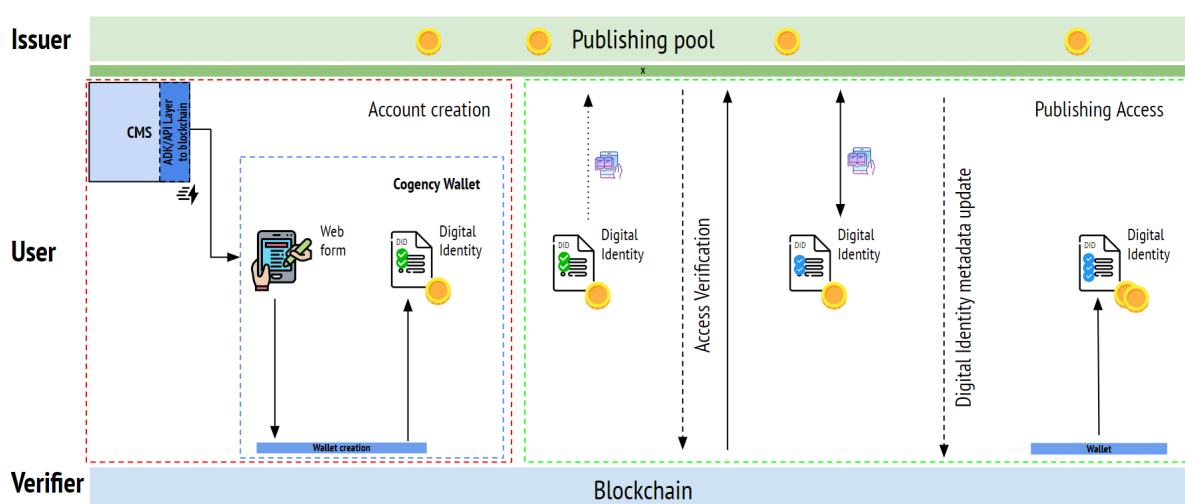 Issuer
Publishing pool
x
CMS
ADK/API Layer
to blockchain
Account creation
Publishing Access
Cogency Wallet
User
Web
form
DID
Digital
Identity
DID
Digital
Identity
Access Verification
DID
Digital
Identity
Digital Identity metadata update
DID
Digital
Identity
Wallet creation
Wallet
Verifier
Blockchain